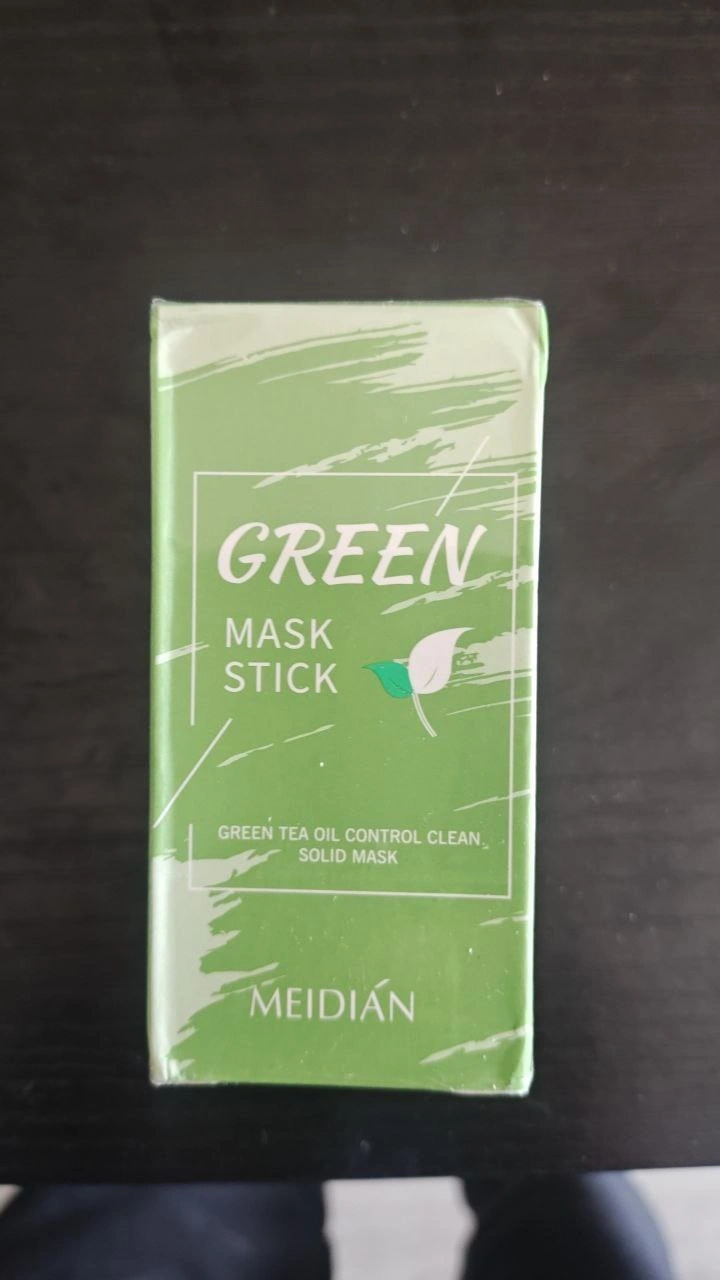 GREEN
MASK
STICK
GREEN TEA OIL CONTROL CLEAN
SOLID MASK
MEIDIÁN